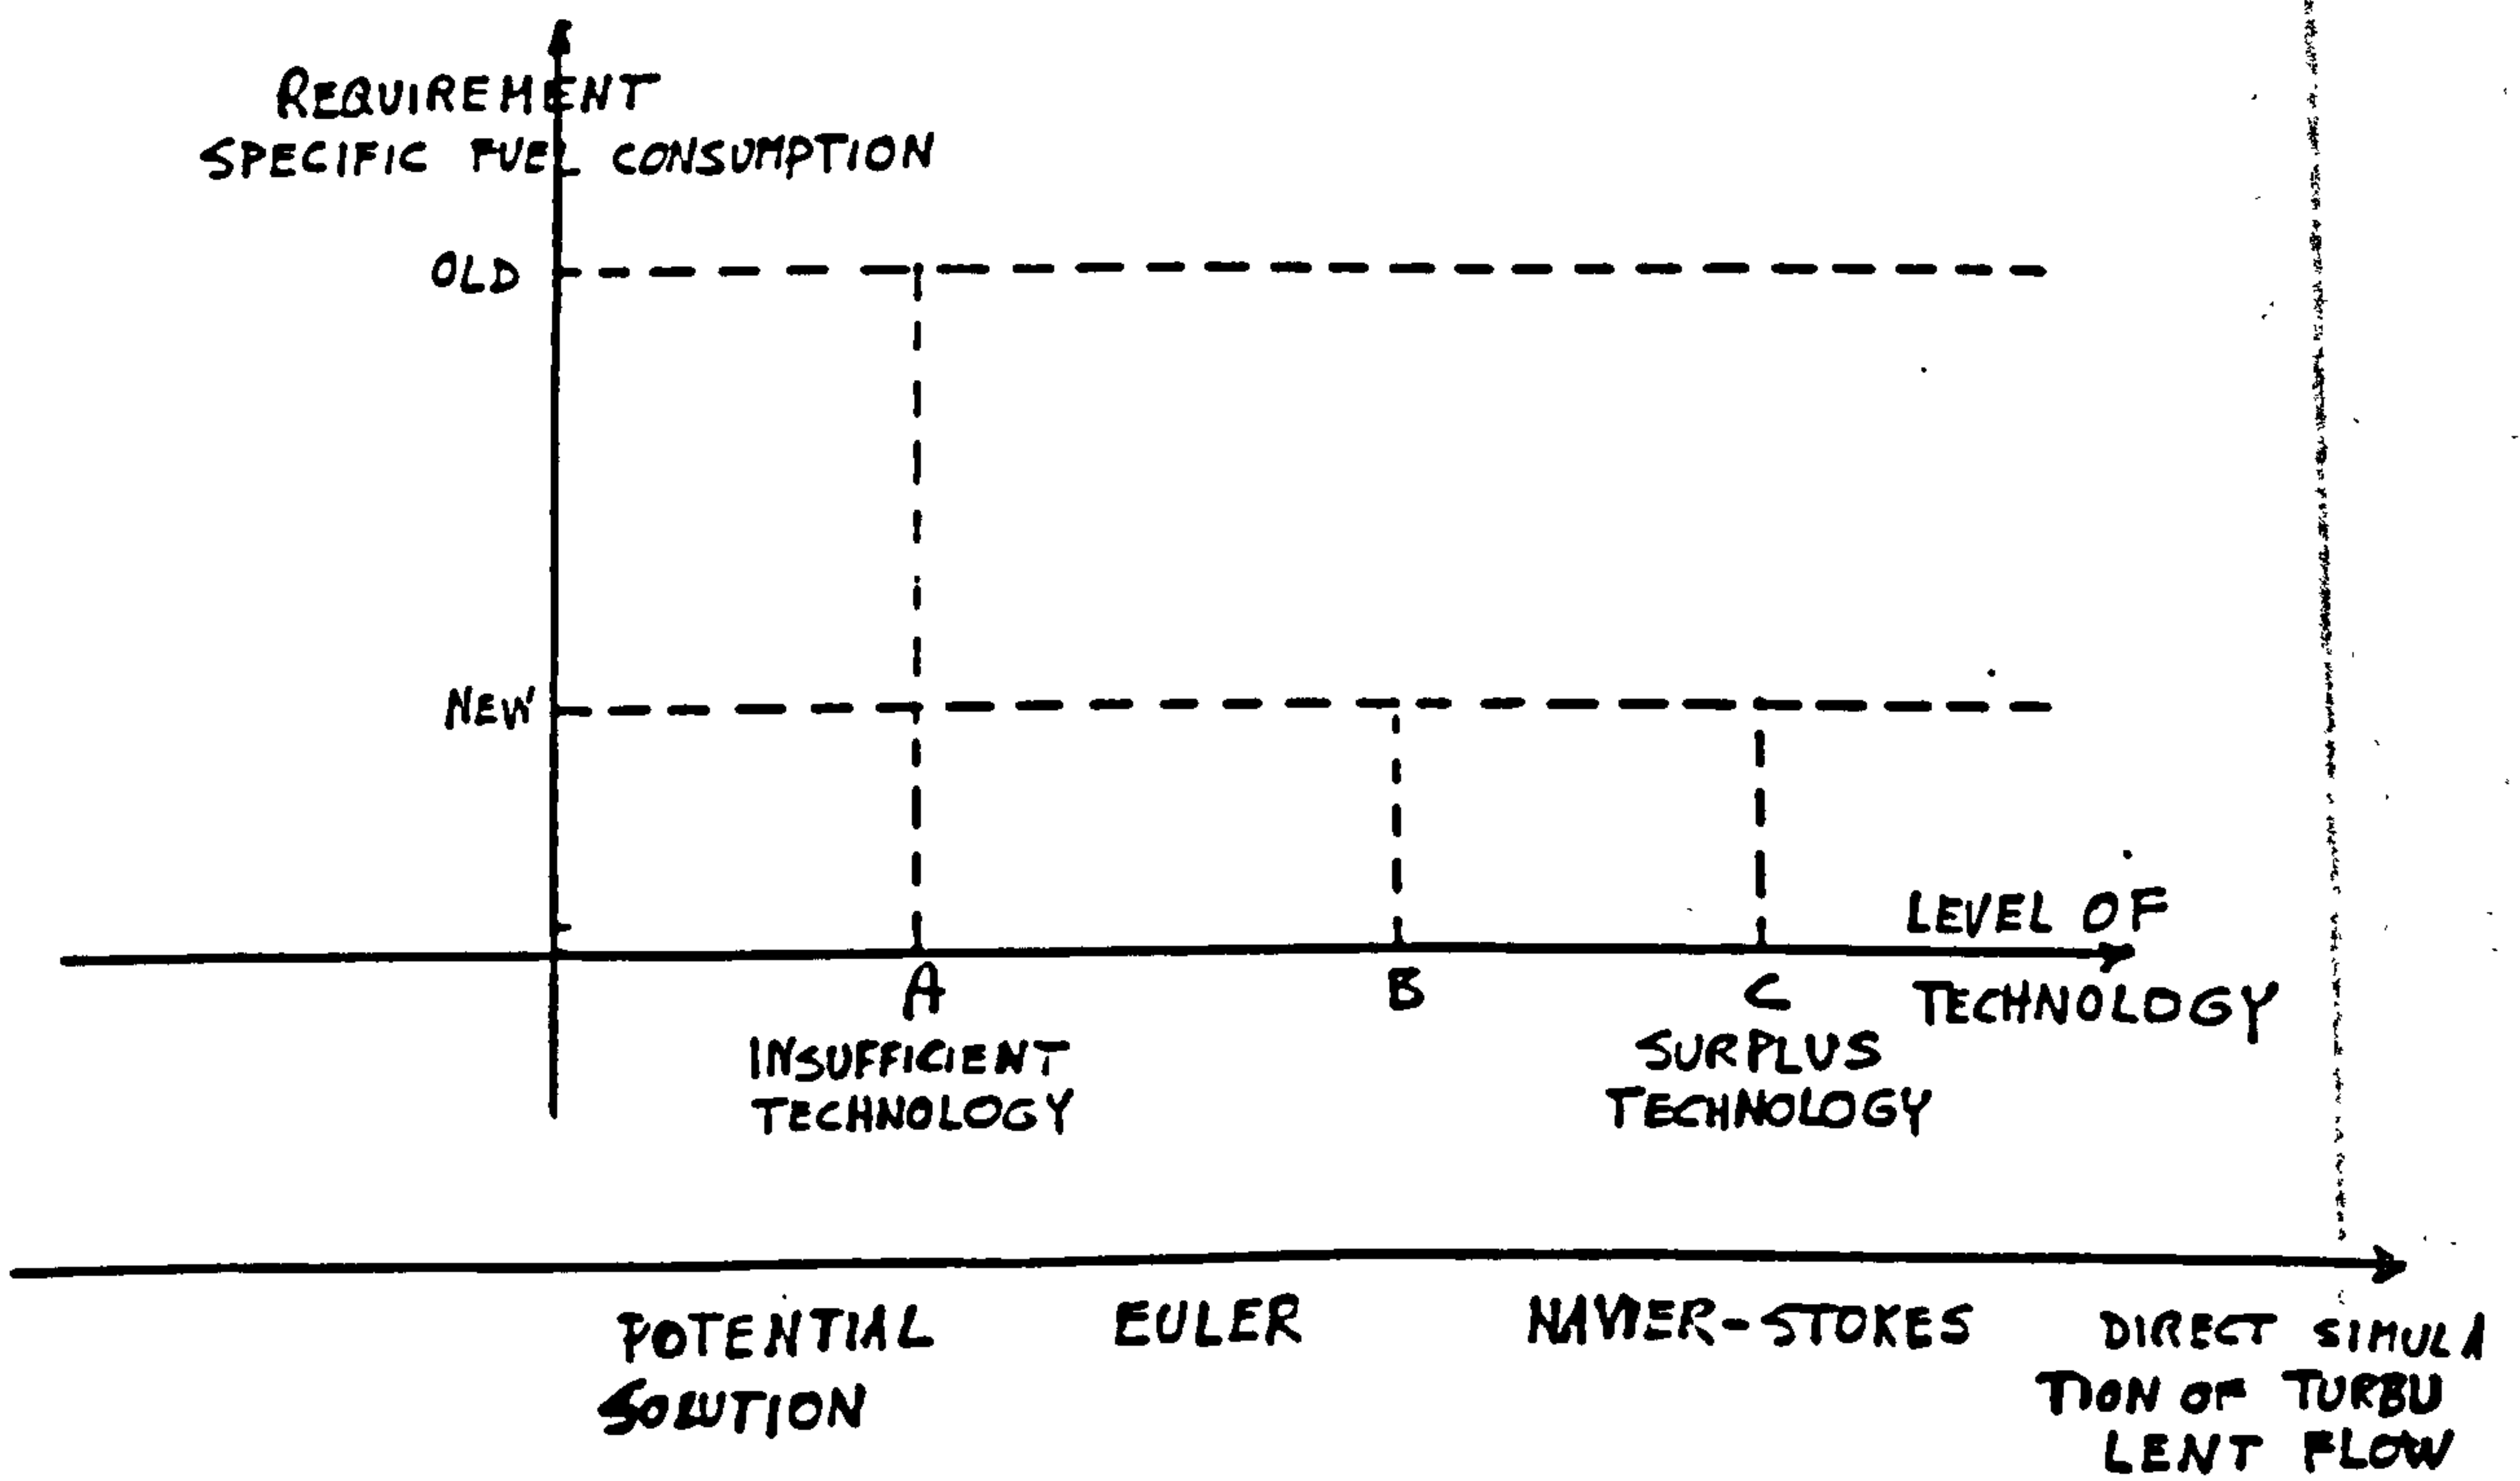 REQUIREMENT
SPECIFIC FUEL CONSUMPTION
OLD
NEW
LEVEL OF
TECHNOLOGY
A
INSUFFICIENT
TECHNOLOGY
B
C
SURPLUS
TECHNOLOGY
POTENTIAL
SOLUTION
EULER
NAVIER-STOKES
DIRECT SIMULA
TION OF TURBU
LENT FLOW